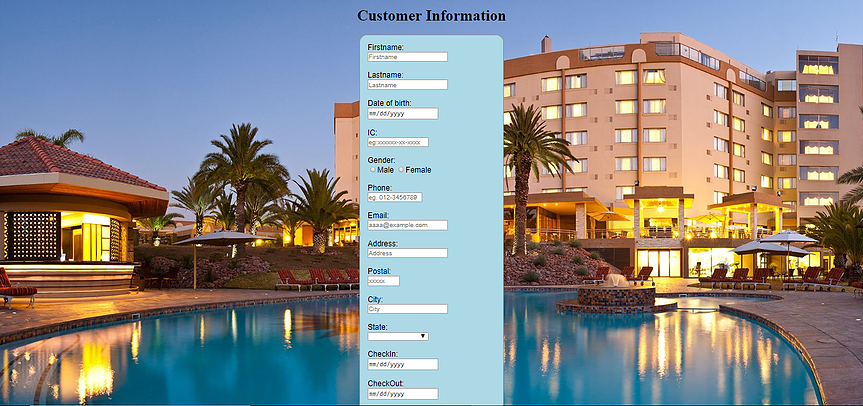 Customer Information
Firstname:
Firstname
Lastname:
Lastname
Date of birth:
mm/dd/yyyy
IC:
eg:xxxxxx-xx-xxxx
Gender:
Male Female
Phone:
eg. 012-3456789
Email:
aaaa@example.com
Address:
Address
Postal:
xxxxx
City:
City
State:
CheckIn:
mm/dd/yyyy
CheckOut:
mm/dd/yyyy